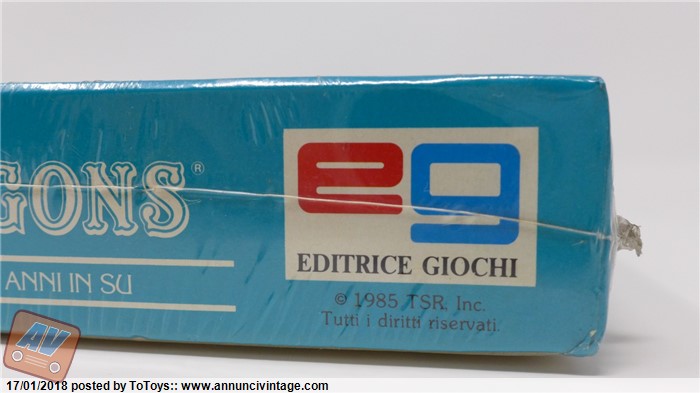 GONS®
ANNI IN SU
eg
EDITRICE GIOCHI
© 1985 TSR, Inc.
Tutti i diritti riservati.
AV
17/01/2018 posted by ToToys:: www.annuncivintage.com